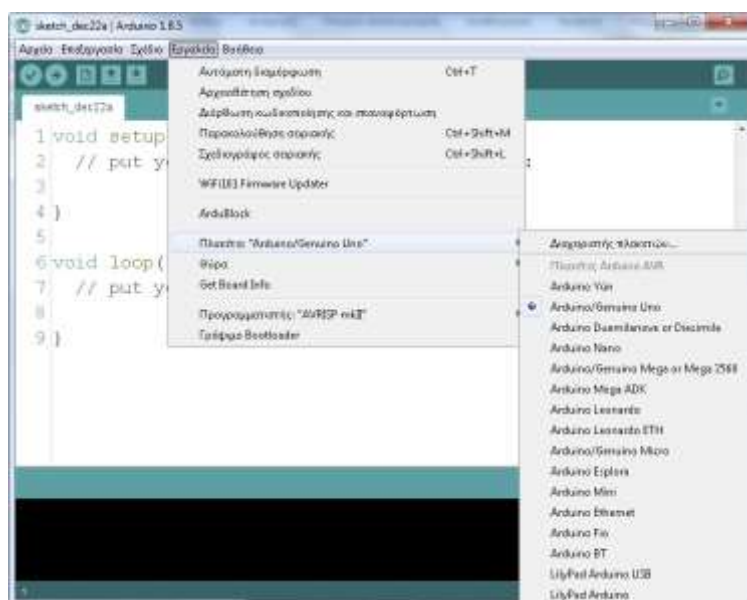 sketch_dec22a | Arduino 1.8.5
Αρχείο Επεξεργασία Σχέδιο Εργαλεία Βοήθεια
sketch_dec22a
1 void setup
2 // put yo
3
4 }
5
6 void loop(
7 // put yo
8
9 }
Αυτόματη διαμόρφωση Ctrl+T
Αρχειοθέτηση σχεδίου
Διόρθωση κωδικοποίησης και επαναφόρτωση
Παρακολούθηση σειριακής Ctrl+Shift+M
Σχεδιογράφος σειριακής Ctrl+Shift+L
WiFi101 Firmware Updater
ArduBlock
Πλακέτα: "Arduino/Genuino Uno"
Θύρα
Get Board Info
Προγραμματιστής: "AVRISP mkII"
Γράψιμο Bootloader
Διαχειριστής πλακετών...
Πλακέτες Arduino AVR
Arduino Yún
Arduino/Genuino Uno
Arduino Duemilanove or Diecimila
Arduino Nano
Arduino/Genuino Mega or Mega 2560
Arduino Mega ADK
Arduino Leonardo
Arduino Leonardo ETH
Arduino/Genuino Micro
Arduino Esplora
Arduino Mini
Arduino Ethernet
Arduino Fio
Arduino BT
LilyPad Arduino USB
LilyPad Arduino